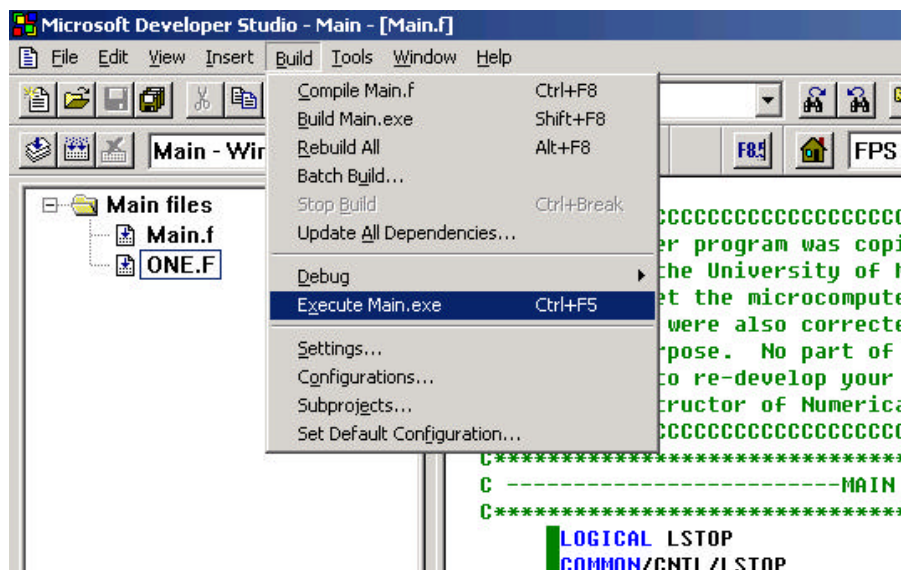 Microsoft Developer Studio - Main - [Main.f]
File Edit View Insert Build Tools Window Help
Compile Main.f Ctrl+F8
Build Main.exe Shift+F8
Rebuild All Alt+F8
Batch Build...
Stop Build Ctrl+Break
Update All Dependencies...
Debug
Execute Main.exe Ctrl+F5
Settings...
Configurations...
Subprojects...
Set Default Configuration...
Main - Wir
F8.5
FPS
Main files
Main.f
ONE.F
CCCCCCCCCCCCCCCCC
er program was copi
the University of
et the microcompute
were also correcte
rpose. No part of
to re-develop your
tructor of Numerica
CCCCCCCCCCCCCCCCC
C*******************************
C -------------------------MAIN
C*******************************
LOGICAL LSTOP
COMMON/CNTL/LSTOP